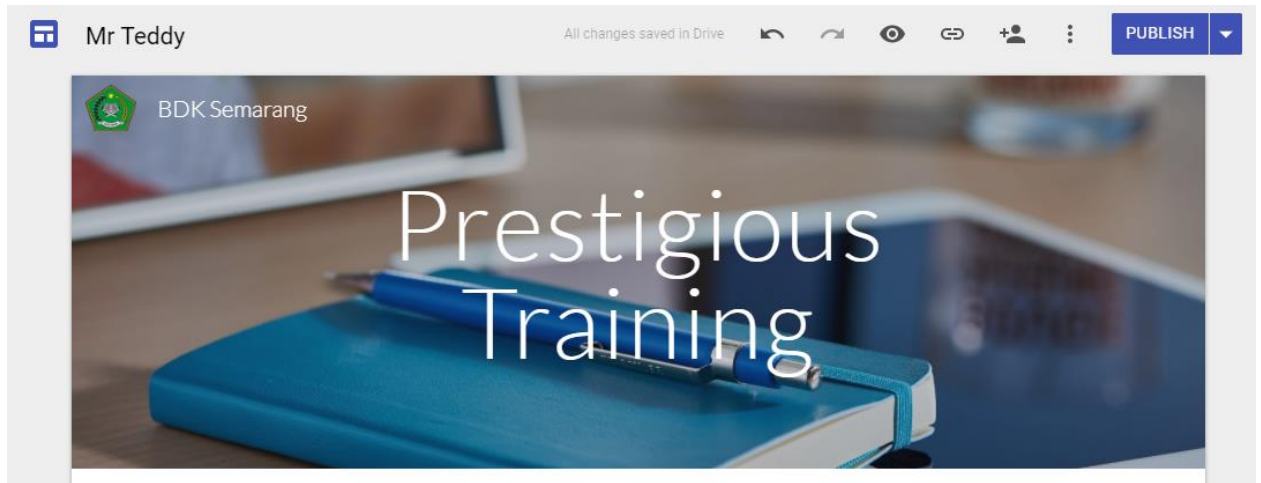 Mr Teddy
All changes saved in Drive
PUBLISH
BDK Semarang
Prestigious
Training